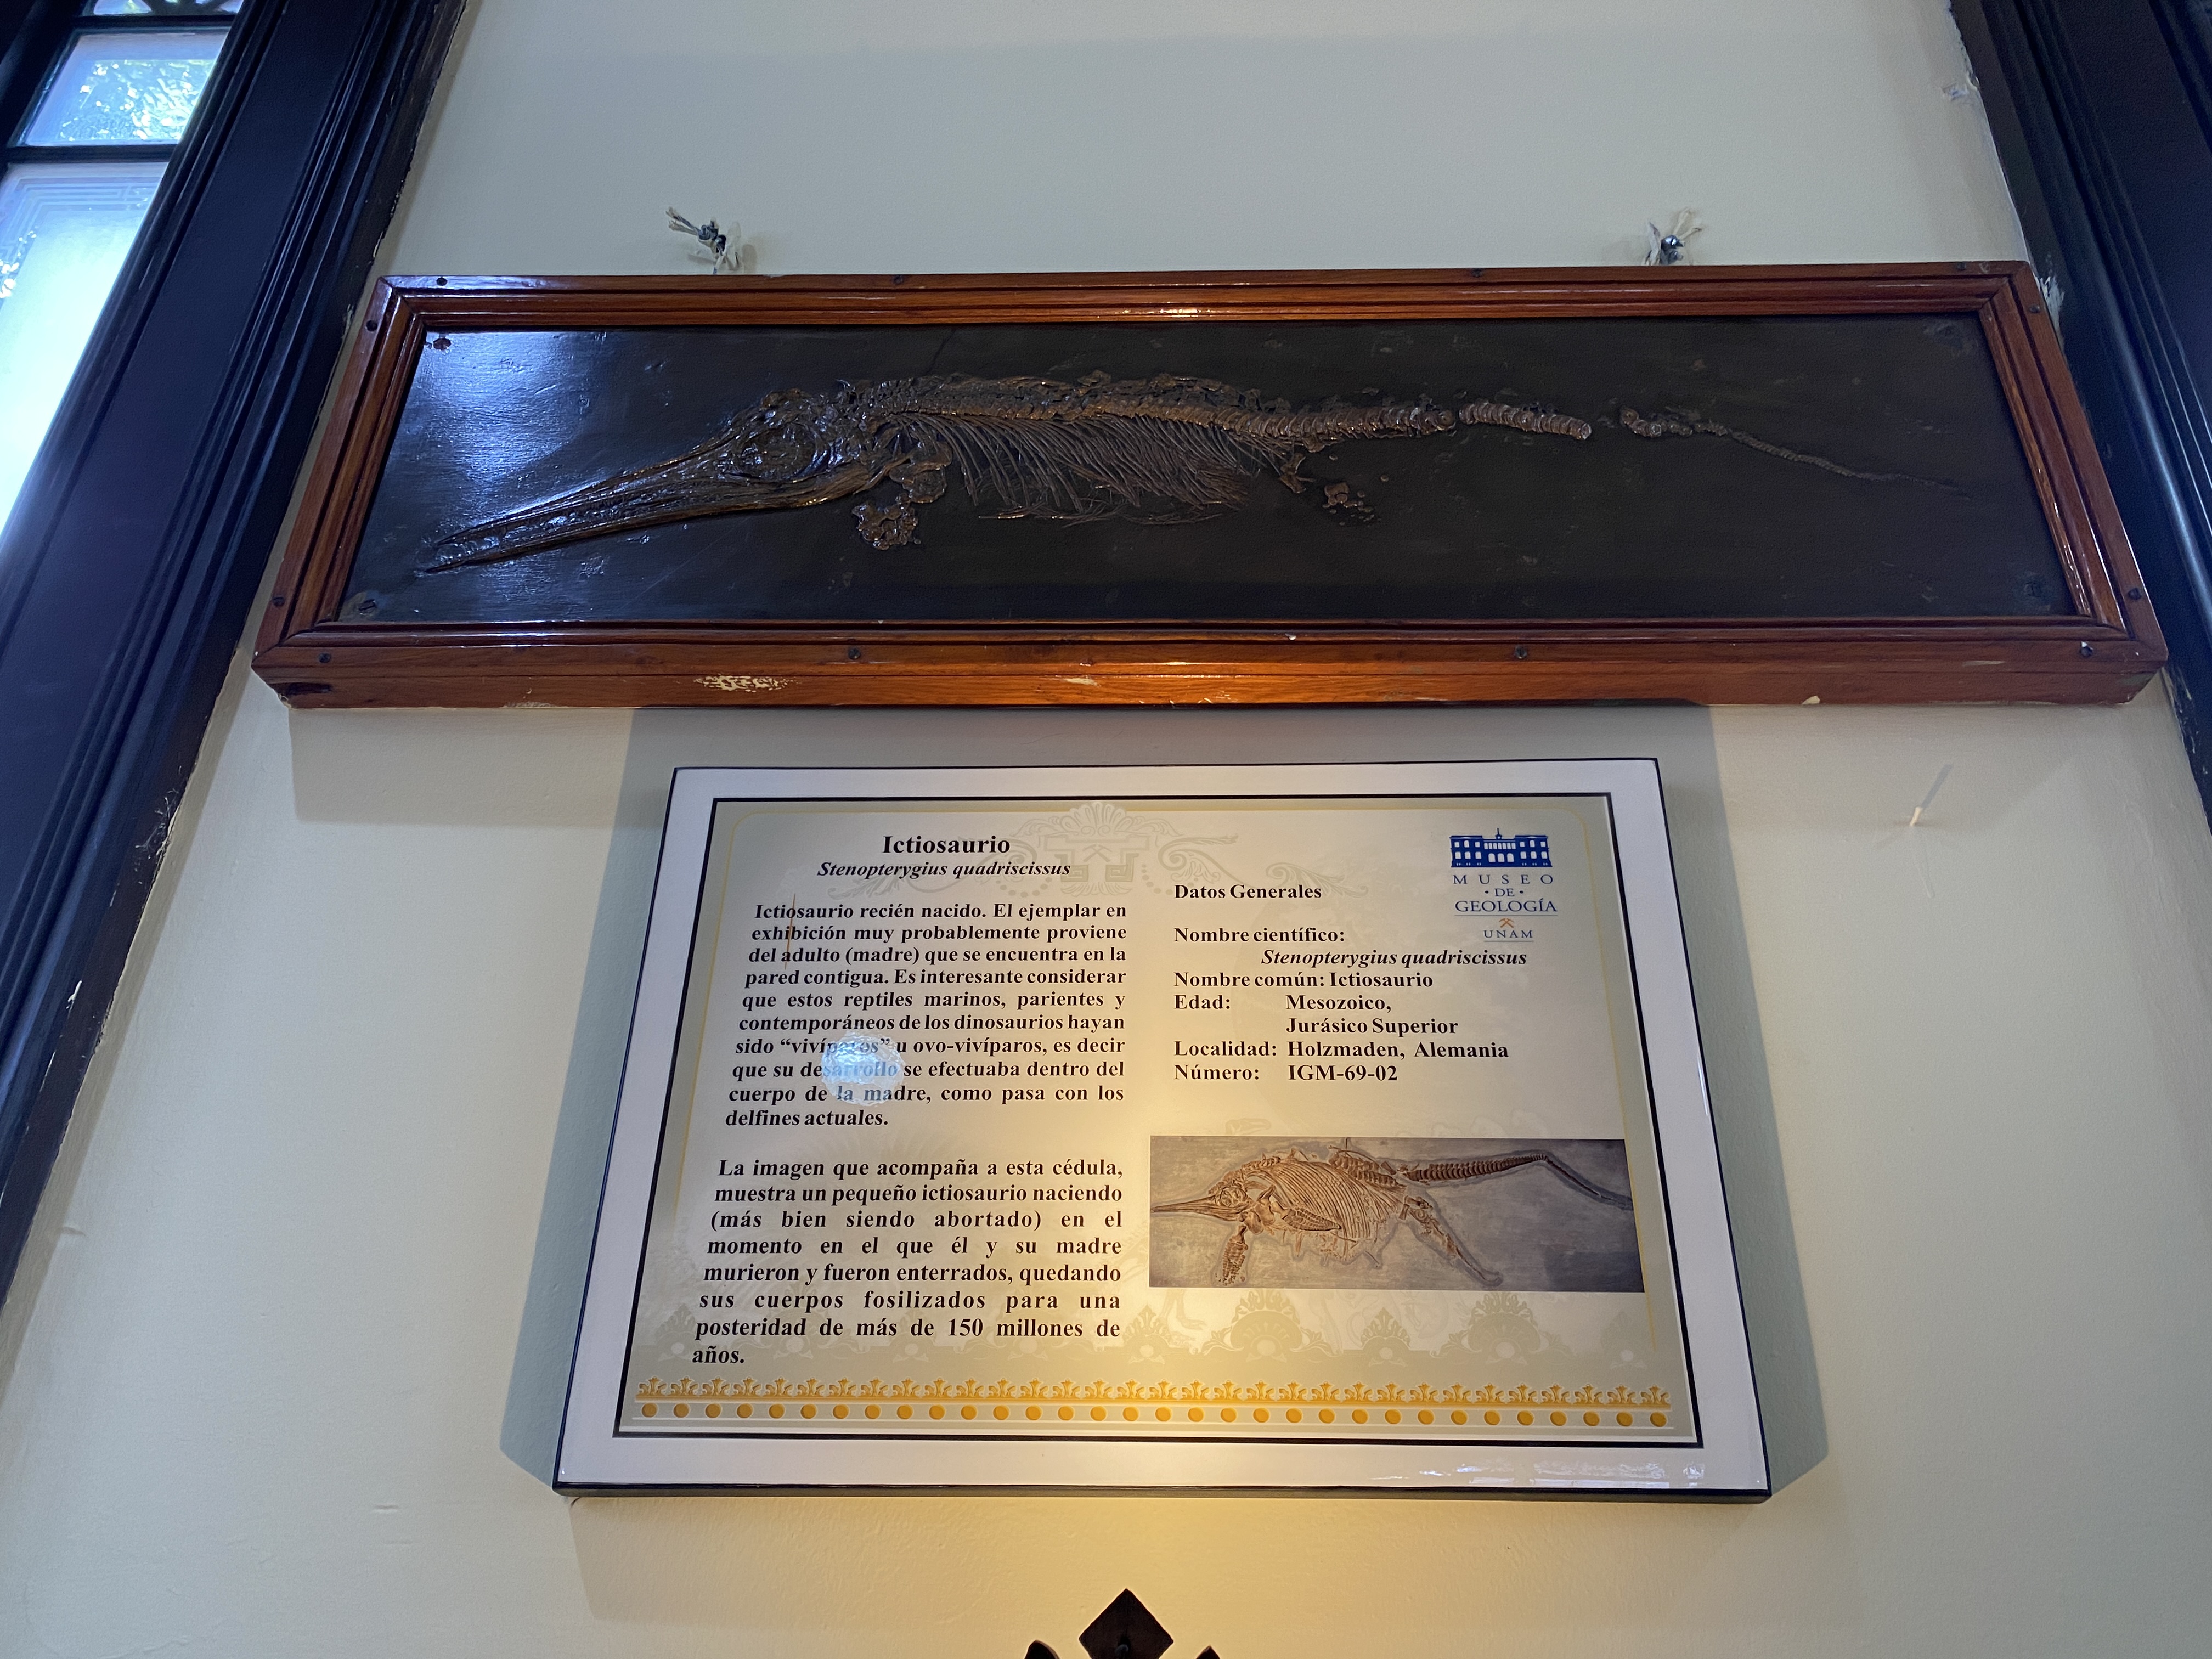 Ictiosaurio
Stenopterygius quadriscissus
Ictiosaurio recién nacido. El ejemplar en
exhibición muy probablemente proviene
del adulto (madre) que se encuentra en la
pared contigua. Es interesante considerar
que estos reptiles marinos, parientes y
contemporáneos de los dinosaurios hayan
sido “vivíparos” u ovo-vivíparos, es decir
que su desarrollo se efectuaba dentro del
cuerpo de la madre, como pasa con los
delfines actuales.
La imagen que acompaña a esta cédula,
muestra un pequeño ictiosaurio naciendo
(más bien siendo abortado) en el
momento en el que él y su madre
murieron y fueron enterrados, quedando
sus cuerpos fosilizados para una
posteridad de más de 150 millones de
años.
MUSEO
• DE •
GEOLOGÍA
UNAM
Datos Generales
Nombre científico:
Stenopterygius quadriscissus
Nombre común: Ictiosaurio
Edad: Mesozoico,
Jurásico Superior
Localidad: Holzmaden, Alemania
Número: IGM-69-02